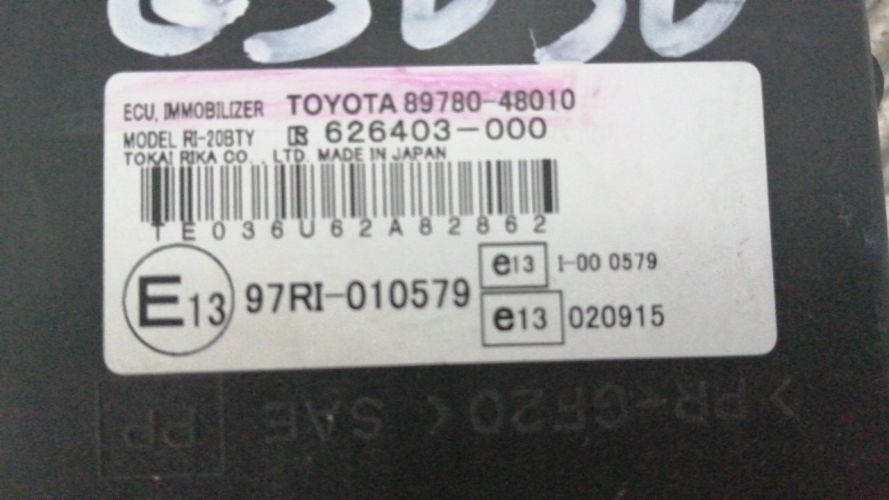 ECU, IMMOBILIZER TOYOTA 89780-48010
MODEL RI-20BTY R 626403-000
TOKAI RIKA CO., LTD. MADE IN JAPAN
TE036U62A82862
E13 97RI-010579
e13 I-00 0579
e13 020915
>PP-GF20< SAE PP